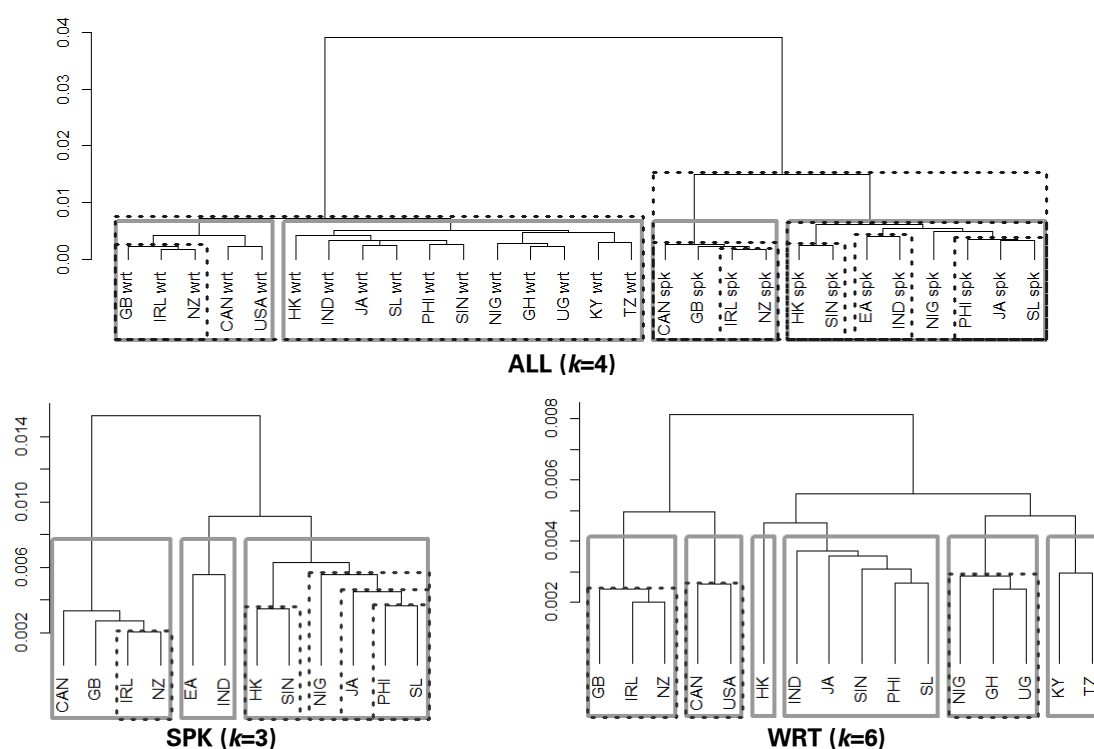 0.04
0.03
0.02
0.01
0.00
GB wrt
IRL wrt
NZ wrt
CAN wrt
USA wrt
HK wrt
IND wrt
JA wrt
SL wrt
PHI wrt
SIN wrt
NIG wrt
GH wrt
UG wrt
KY wrt
TZ wrt
CAN spk
GB spk
IRL spk
NZ spk
HK spk
SIN spk
EA spk
IND spk
NIG spk
PHI spk
JA spk
SL spk
ALL (k=4)
0.014
0.010
0.006
0.002
CAN
GB
IRL
NZ
EA
IND
HK
SIN
NIG
JA
PHI
SL
SPK (k=3)
0.008
0.006
0.004
0.002
GB
IRL
NZ
CAN
USA
HK
IND
JA
SIN
PHI
SL
NIG
GH
UG
KY
TZ
WRT (k=6)